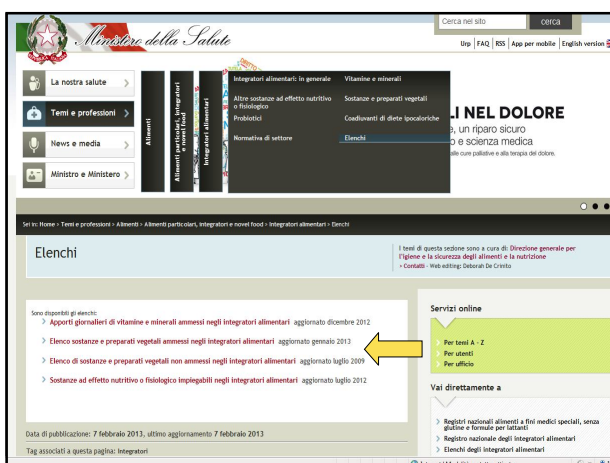 Cerca nel sito
cerca
Ministero della Salute
Urp | FAQ | RSS | App per mobile | English version
La nostra salute
Temi e professioni
News e media
Ministro e Ministero
Alimenti
Alimenti particolari, integratori
e novel food
Integratori alimentari
Integratori alimentari: in generale
Vitamine e minerali
Altre sostanze ad effetto nutritivo
o fisiologico
Sostanze e preparati vegetali
Probiotici
Coadiuvanti di diete ipocaloriche
Normativa di settore
Elenchi
LI NEL DOLORE
e, un riparo sicuro
o e scienza medica
alle cure palliative e alla terapia del dolore.
Sei in: Home > Temi e professioni > Alimenti > Alimenti particolari, integratori e novel food > Integratori alimentari > Elenchi
Elenchi
I temi di questa sezione sono a cura di: Direzione generale per
l'igiene e la sicurezza degli alimenti e la nutrizione
> Contatti - Web editing: Deborah De Crinito
Sono disponibili gli elenchi:
Apporti giornalieri di vitamine e minerali ammessi negli integratori alimentari aggiornato dicembre 2012
Elenco sostanze e preparati vegetali ammessi negli integratori alimentari aggiornato gennaio 2013
Elenco di sostanze e preparati vegetali non ammessi negli integratori alimentari aggiornato luglio 2009
Sostanze ad effetto nutritivo o fisiologico impiegabili negli integratori alimentari aggiornato luglio 2012
Data di pubblicazione: 7 febbraio 2013, ultimo aggiornamento 7 febbraio 2013
Tag associati a questa pagina: Integratori
Servizi online
Per temi A - Z
Per utenti
Per ufficio
Vai direttamente a
Registri nazionali alimenti a fini medici speciali, senza
glutine e formule per lattanti
Registro nazionale degli integratori alimentari
Elenchi degli integratori alimentari